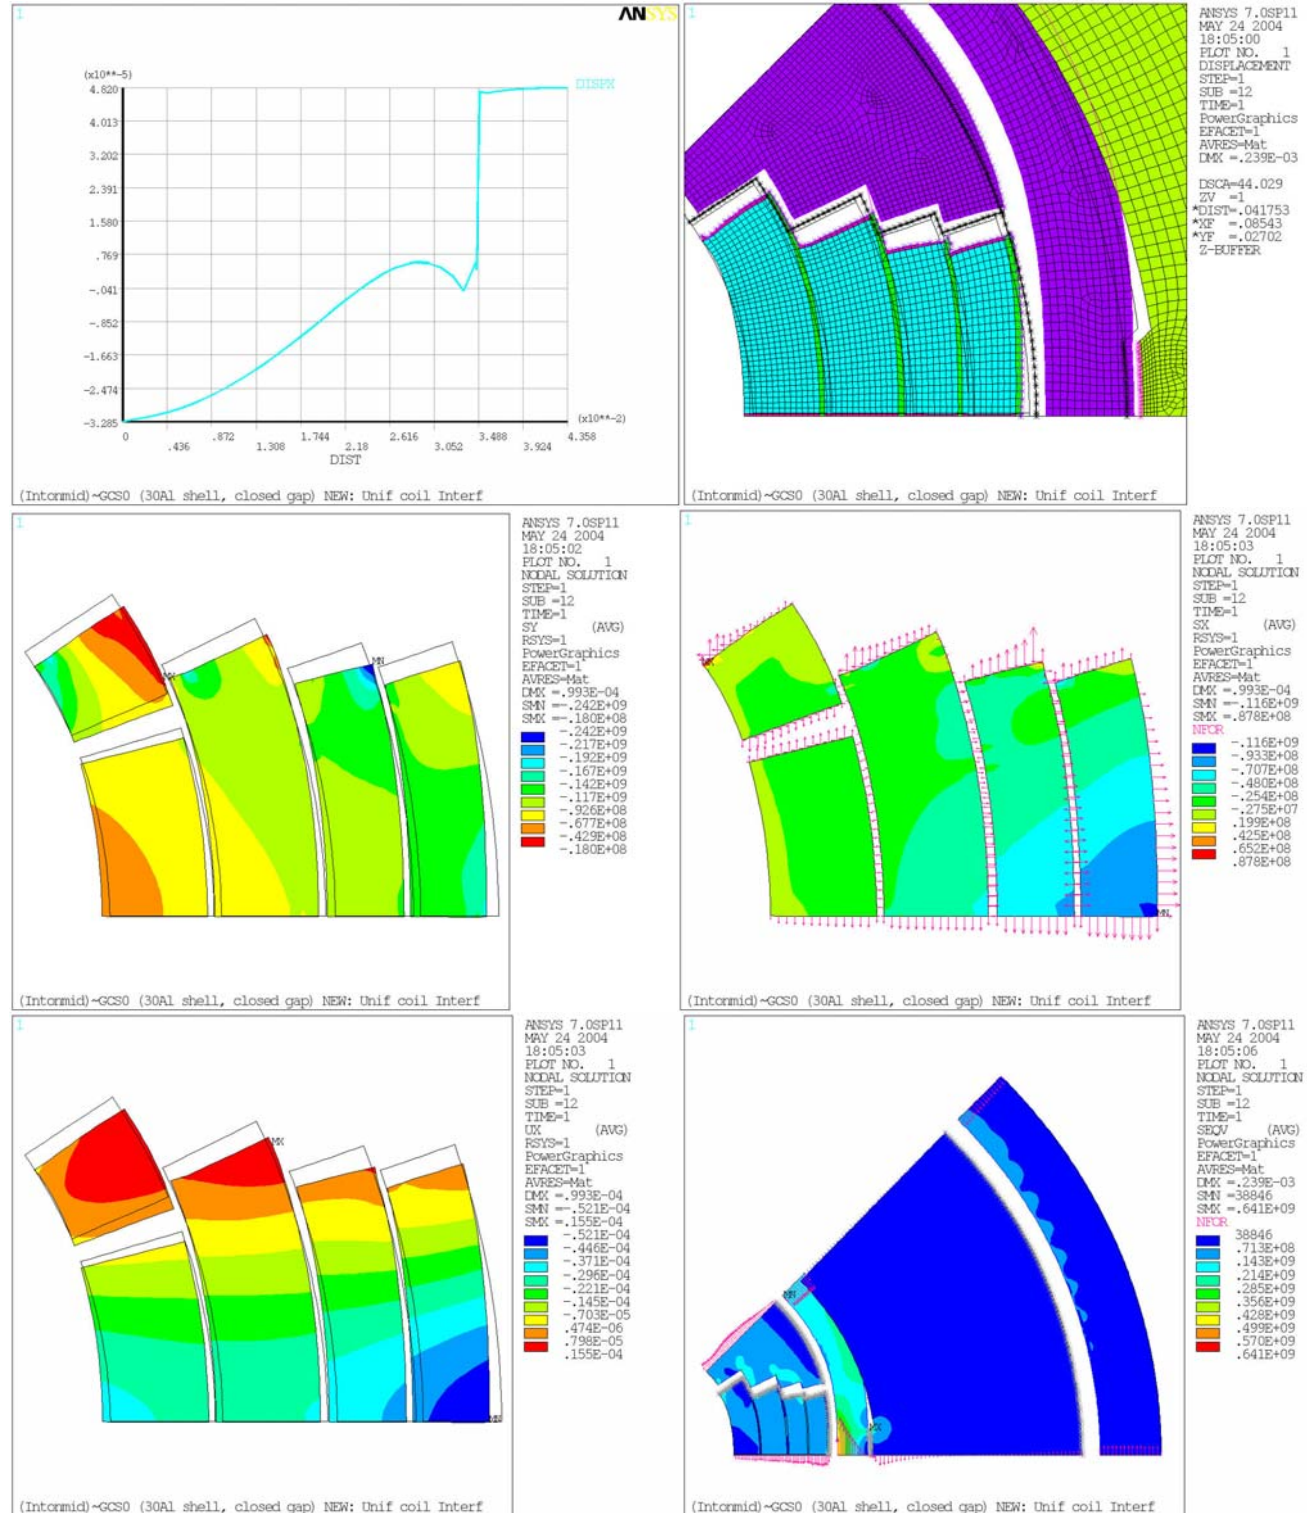 1
ANSYS
(x10**-5)
4.820
4.013
3.202
2.391
1.580
.769
-.041
-.852
-1.663
-2.474
-3.285
DISPX
(x10**-2)
0
.436
.872
1.308
1.744
2.18
2.616
3.052
3.488
3.924
4.358
DIST
(Intonmid)~GCS0 (30Al shell, closed gap) NEW: Unif coil Interf
1
ANSYS 7.0SP11
MAY 24 2004
18:05:00
PLOT NO. 1
DISPLACEMENT
STEP=1
SUB =12
TIME=1
PowerGraphics
EFACET=1
AVRES=Mat
DMX =.239E-03
DSCA=44.029
ZV =1
*DIST=.041753
*XF =.08543
*YF =.02702
Z-BUFFER
(Intonmid)~GCS0 (30Al shell, closed gap) NEW: Unif coil Interf
1
MX
MN
ANSYS 7.0SP11
MAY 24 2004
18:05:02
PLOT NO. 1
NODAL SOLUTION
STEP=1
SUB =12
TIME=1
SY (AVG)
RSYS=1
PowerGraphics
EFACET=1
AVRES=Mat
DMX =.993E-04
SMN =-.242E+09
SMX =-.180E+08
-.242E+09
-.217E+09
-.192E+09
-.167E+09
-.142E+09
-.117E+09
-.926E+08
-.677E+08
-.429E+08
-.180E+08
(Intonmid)~GCS0 (30Al shell, closed gap) NEW: Unif coil Interf
1
MX
MN
ANSYS 7.0SP11
MAY 24 2004
18:05:03
PLOT NO. 1
NODAL SOLUTION
STEP=1
SUB =12
TIME=1
SX (AVG)
RSYS=1
PowerGraphics
EFACET=1
AVRES=Mat
DMX =.993E-04
SMN =-.116E+09
SMX =.878E+08
NFOR
-.116E+09
-.933E+08
-.707E+08
-.480E+08
-.254E+08
-.275E+07
.199E+08
.425E+08
.652E+08
.878E+08
(Intonmid)~GCS0 (30Al shell, closed gap) NEW: Unif coil Interf
1
MX
MN
ANSYS 7.0SP11
MAY 24 2004
18:05:03
PLOT NO. 1
NODAL SOLUTION
STEP=1
SUB =12
TIME=1
UX (AVG)
RSYS=1
PowerGraphics
EFACET=1
AVRES=Mat
DMX =.993E-04
SMN =-.521E-04
SMX =.155E-04
-.521E-04
-.446E-04
-.371E-04
-.296E-04
-.221E-04
-.145E-04
-.703E-05
.474E-06
.798E-05
.155E-04
(Intonmid)~GCS0 (30Al shell, closed gap) NEW: Unif coil Interf
1
MN
MX
ANSYS 7.0SP11
MAY 24 2004
18:05:06
PLOT NO. 1
NODAL SOLUTION
STEP=1
SUB =12
TIME=1
SEQV (AVG)
PowerGraphics
EFACET=1
AVRES=Mat
DMX =.239E-03
SMN =38846
SMX =.641E+09
NFOR
38846
.713E+08
.143E+09
.214E+09
.285E+09
.356E+09
.428E+09
.499E+09
.570E+09
.641E+09
(Intonmid)~GCS0 (30Al shell, closed gap) NEW: Unif coil Interf